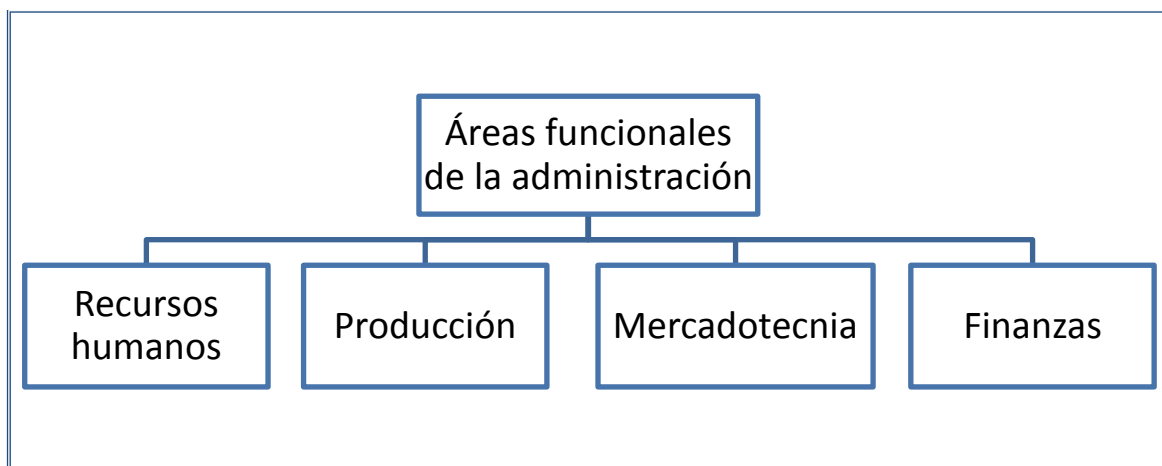 Áreas funcionales
de la administración
Recursos
humanos
Producción
Mercadotecnia
Finanzas